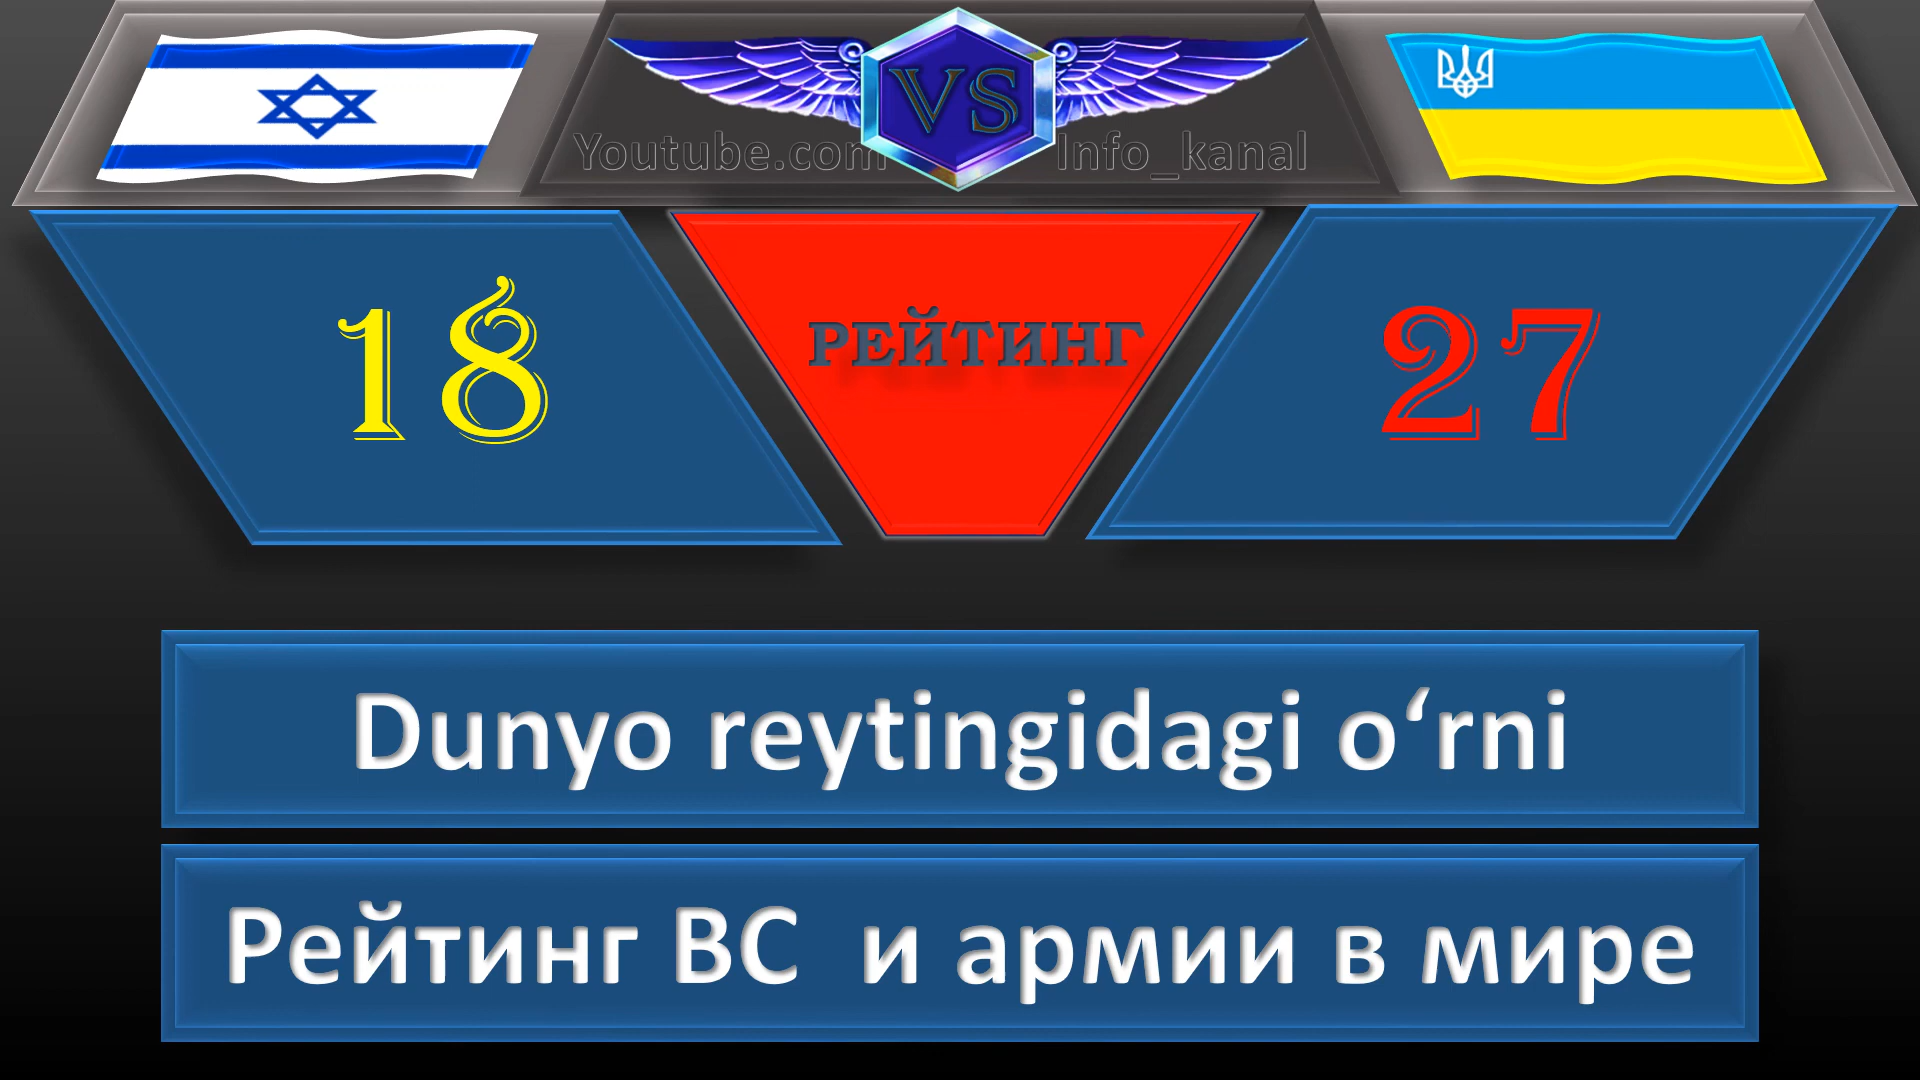 VS
Youtube.com Info_kanal
18 РЕЙТИНГ 27
Dunyo reytingidagi o‘rni
Рейтинг ВС и армии в мире